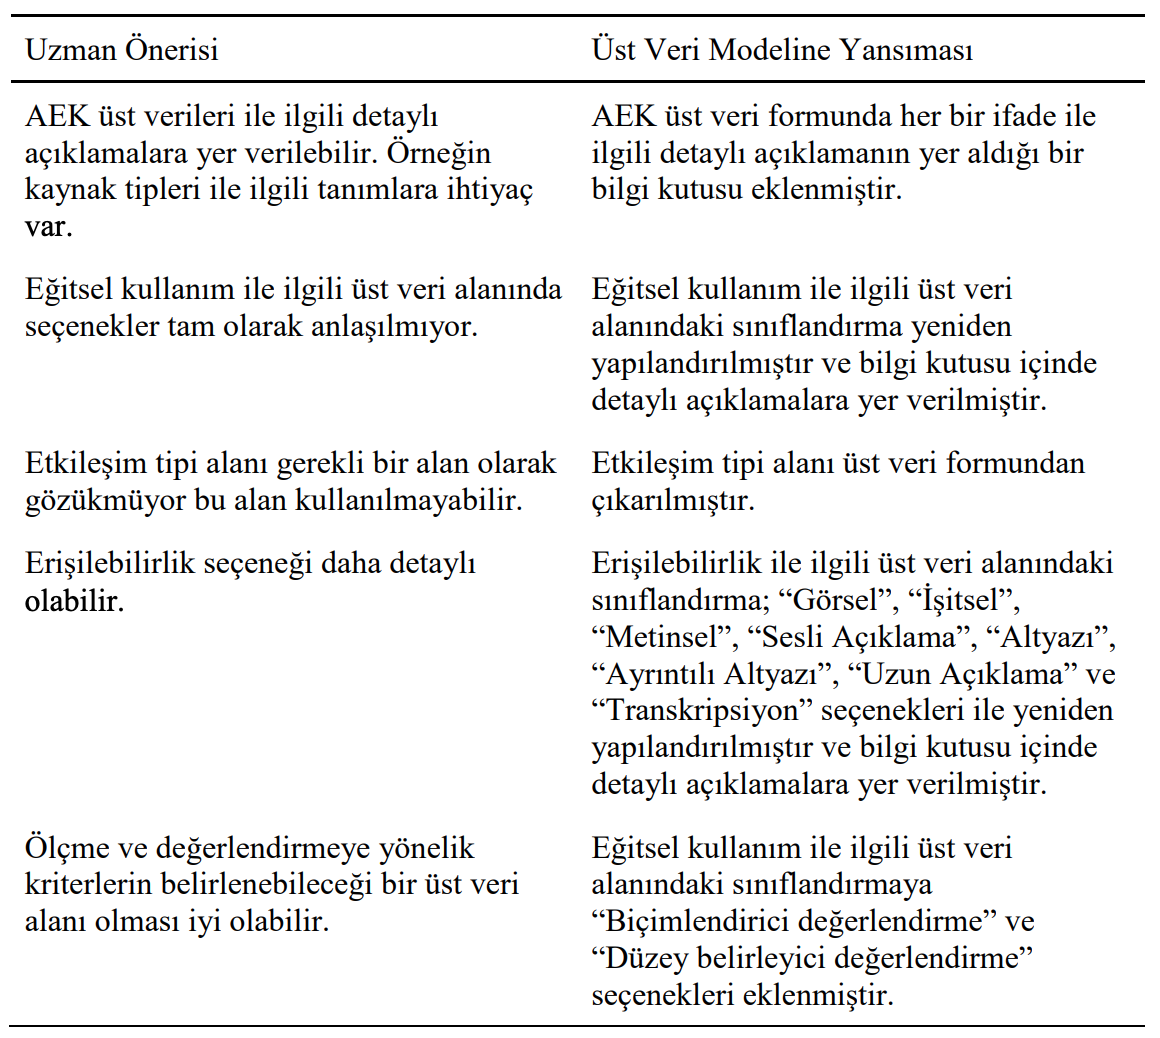 Uzman Önerisi
Üst Veri Modeline Yansıması
AEK üst verileri ile ilgili detaylı
açıklamalara yer verilebilir. Örneğin
kaynak tipleri ile ilgili tanımlara ihtiyaç
var.
AEK üst veri formunda her bir ifade ile
ilgili detaylı açıklamanın yer aldığı bir
bilgi kutusu eklenmiştir.
Eğitsel kullanım ile ilgili üst veri alanında
seçenekler tam olarak anlaşılmıyor.
Eğitsel kullanım ile ilgili üst veri
alanındaki sınıflandırma yeniden
yapılandırılmıştır ve bilgi kutusu içinde
detaylı açıklamalara yer verilmiştir.
Etkileşim tipi alanı gerekli bir alan olarak
gözükmüyor bu alan kullanılmayabilir.
Etkileşim tipi alanı üst veri formundan
çıkarılmıştır.
Erişilebilirlik seçeneği daha detaylı
olabilir.
Erişilebilirlik ile ilgili üst veri alanındaki
sınıflandırma; “Görsel”, “İşitsel”,
“Metinsel”, “Sesli Açıklama”, “Altyazı”,
“Ayrıntılı Altyazı”, “Uzun Açıklama” ve
“Transkripsiyon” seçenekleri ile yeniden
yapılandırılmıştır ve bilgi kutusu içinde
detaylı açıklamalara yer verilmiştir.
Ölçme ve değerlendirmeye yönelik
kriterlerin belirlenebileceği bir üst veri
alanı olması iyi olabilir.
Eğitsel kullanım ile ilgili üst veri
alanındaki sınıflandırmaya
“Biçimlendirici değerlendirme” ve
“Düzey belirleyici değerlendirme”
seçenekleri eklenmiştir.